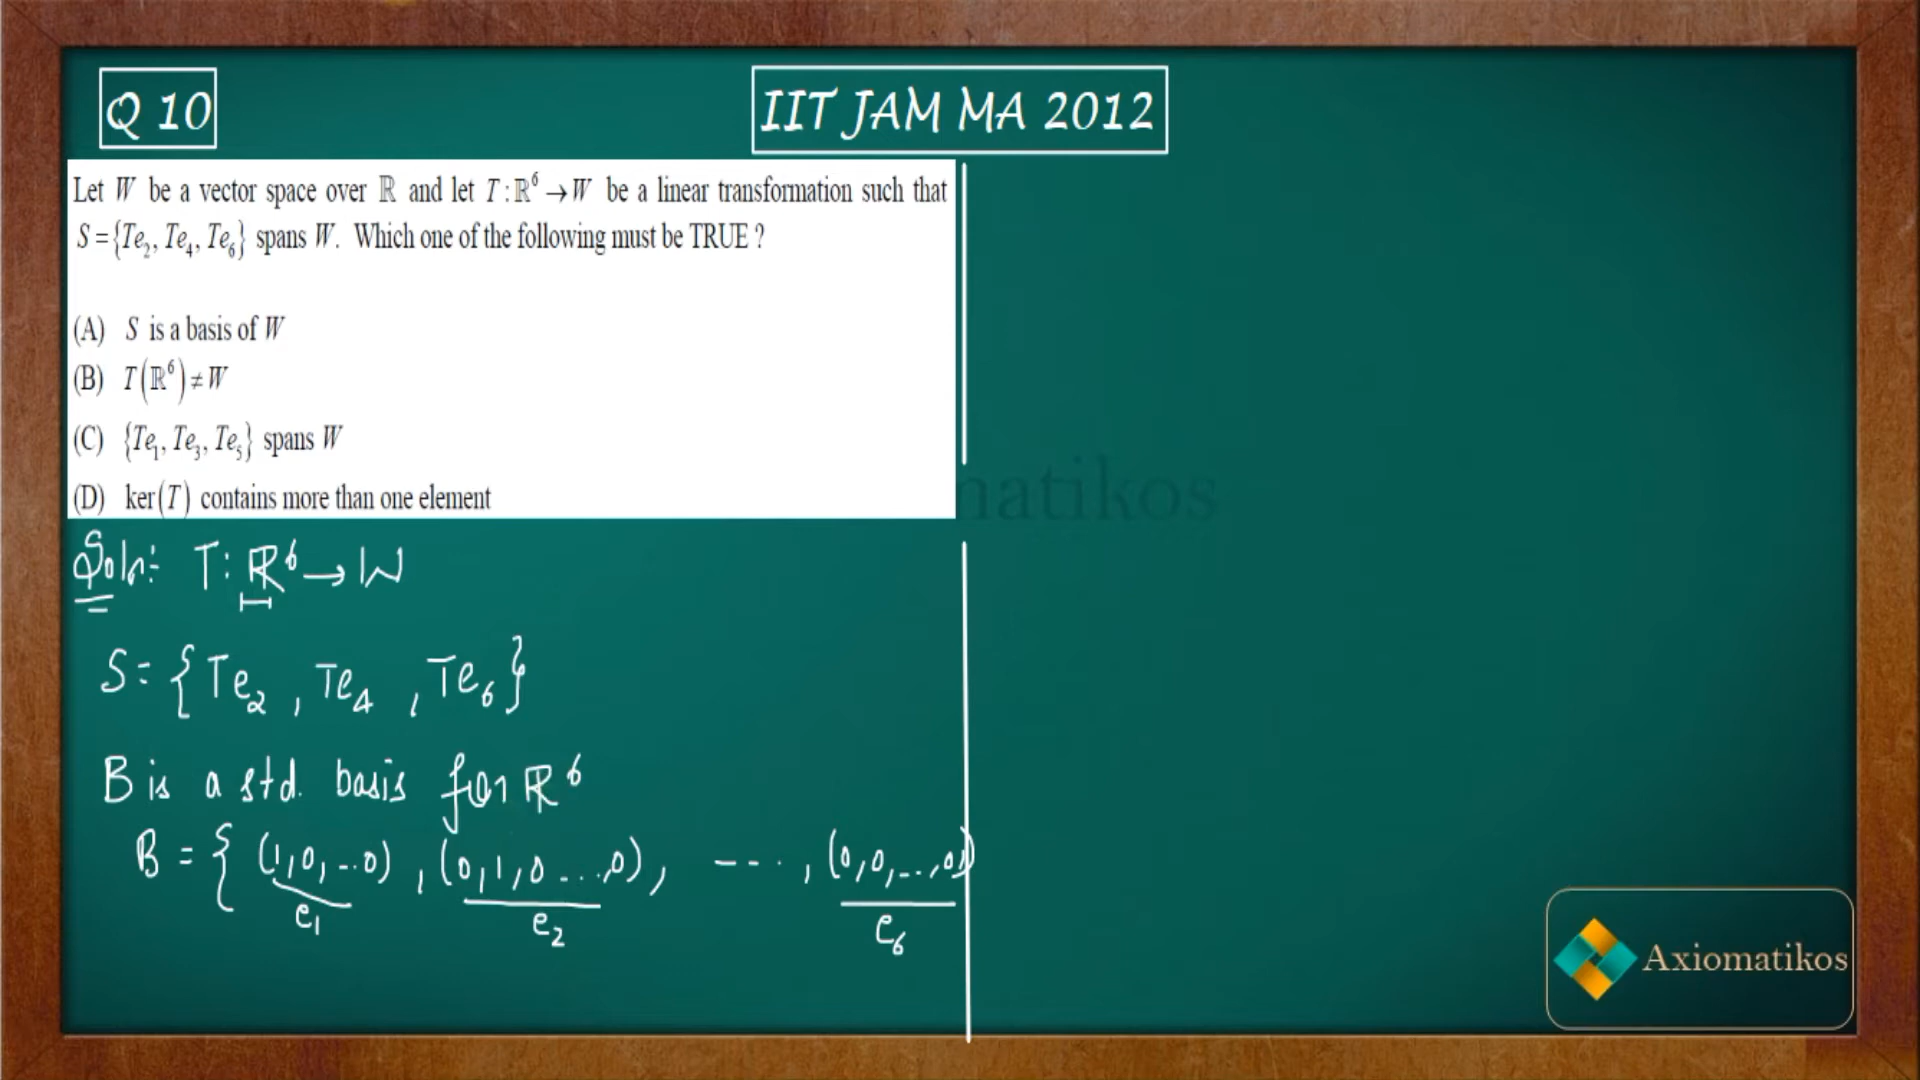 Q 10
IIT JAM MA 2012
Let W be a vector space over ℝ and let T : ℝ⁶ → W be a linear transformation such that
S = {Te₂, Te₄, Te₆} spans W. Which one of the following must be TRUE ?
(A) S is a basis of W
(B) T(ℝ⁶) ≠ W
(C) {Te₁, Te₃, Te₅} spans W
(D) ker(T) contains more than one element
Soln: T: ℝ⁶ → W
S = {Te₂, Te₄, Te₆}
B is a std. basis for ℝ⁶
B = { (1,0,...0), (0,1,0...,0), ----, (0,0,...,0,1)
e₁ e₂ e₆
matikos
Axiomatikos